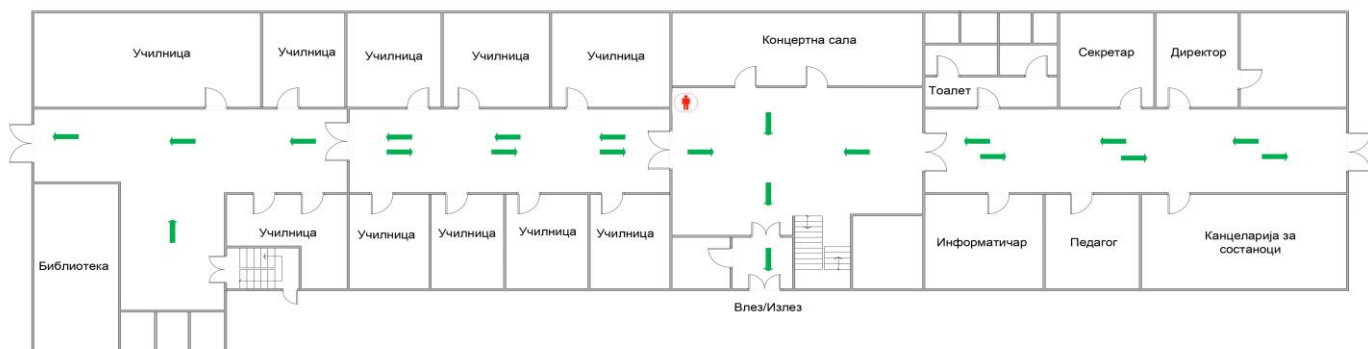 Училница
Училница
Училница
Училница
Училница
Концертна сала
Тоалет
Секретар
Директор
Библиотека
Училница
Училница
Училница
Училница
Училница
Информатичар
Педагог
Канцеларија за
состаноци
Влез/Излез